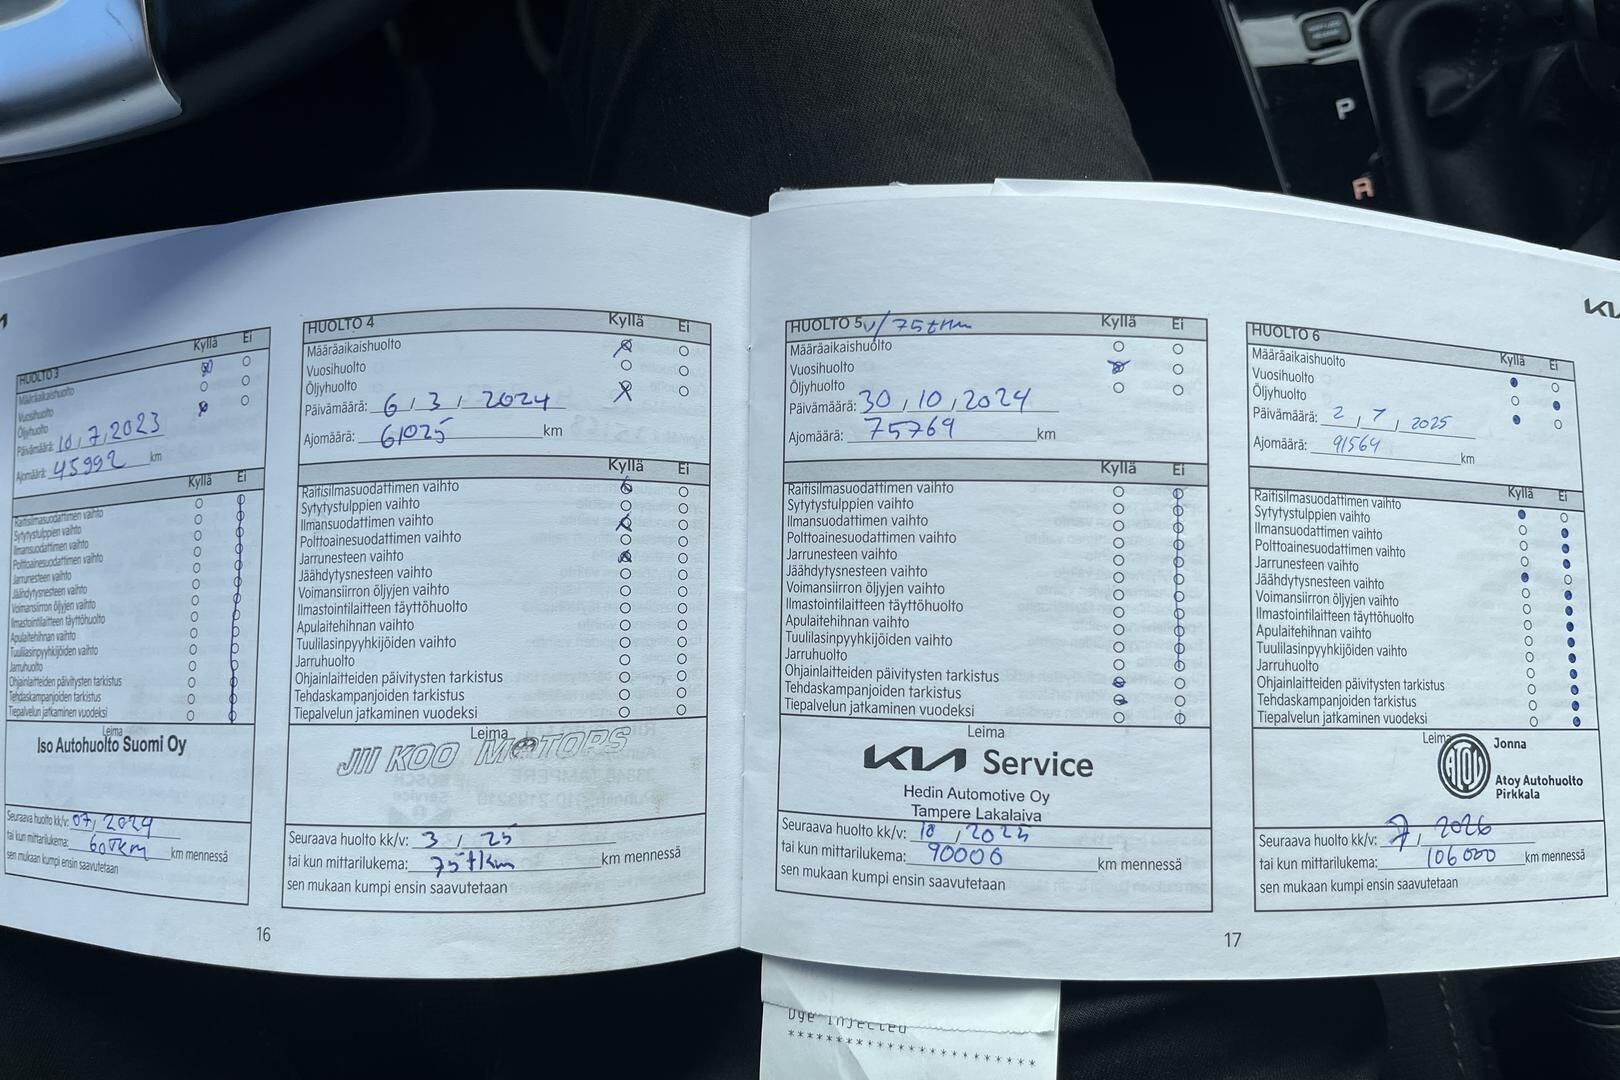 HUOLTO 3
Kyllä Ei
Määräaikaishuolto
Vuosihuolto
Öljyhuolto
Päivämäärä: 10, 7, 2023
Ajomäärä: 45992 km
Kyllä Ei
Raitisilmasuodattimen vaihto
Sytytystulppien vaihto
Ilmansuodattimen vaihto
Polttoainesuodattimen vaihto
Jarrunesteen vaihto
Jäähdytysnesteen vaihto
Voimansiirron öljyjen vaihto
Ilmastointilaitteen täyttöhuolto
Apulaitehihnan vaihto
Tuulilasinpyyhkijöiden vaihto
Jarruhuolto
Ohjainlaitteiden päivitysten tarkistus
Tehdaskampanjoiden tarkistus
Tiepalvelun jatkaminen vuodeksi
Leima
Iso Autohuolto Suomi Oy
Seuraava huolto kk/v: 07, 2024
tai kun mittarilukema: km mennessä
sen mukaan kumpi ensin saavutetaan
16
HUOLTO 4
Kyllä Ei
Määräaikaishuolto
Vuosihuolto
Öljyhuolto
Päivämäärä: 6, 3, 2024
Ajomäärä: 61025 km
Kyllä Ei
Raitisilmasuodattimen vaihto
Sytytystulppien vaihto
Ilmansuodattimen vaihto
Polttoainesuodattimen vaihto
Jarrunesteen vaihto
Jäähdytysnesteen vaihto
Voimansiirron öljyjen vaihto
Ilmastointilaitteen täyttöhuolto
Apulaitehihnan vaihto
Tuulilasinpyyhkijöiden vaihto
Jarruhuolto
Ohjainlaitteiden päivitysten tarkistus
Tehdaskampanjoiden tarkistus
Tiepalvelun jatkaminen vuodeksi
Leima
JII KOO MOTORS
Seuraava huolto kk/v: 3, 25
tai kun mittarilukema: 75tkm km mennessä
sen mukaan kumpi ensin saavutetaan
HUOLTO 5 v/75tkm
Kyllä Ei
Määräaikaishuolto
Vuosihuolto
Öljyhuolto
Päivämäärä: 30, 10, 2024
Ajomäärä: 75769 km
Kyllä Ei
Raitisilmasuodattimen vaihto
Sytytystulppien vaihto
Ilmansuodattimen vaihto
Polttoainesuodattimen vaihto
Jarrunesteen vaihto
Jäähdytysnesteen vaihto
Voimansiirron öljyjen vaihto
Ilmastointilaitteen täyttöhuolto
Apulaitehihnan vaihto
Tuulilasinpyyhkijöiden vaihto
Jarruhuolto
Ohjainlaitteiden päivitysten tarkistus
Tehdaskampanjoiden tarkistus
Tiepalvelun jatkaminen vuodeksi
Leima
KIA Service
Hedin Automotive Oy
Tampere Lakalaiva
Seuraava huolto kk/v: 10,
tai kun mittarilukema: 90000 km mennessä
sen mukaan kumpi ensin saavutetaan
17
HUOLTO 6
Kyllä Ei
Määräaikaishuolto
Vuosihuolto
Öljyhuolto
Päivämäärä: 2, 7, 2025
Ajomäärä: 91564 km
Kyllä Ei
Raitisilmasuodattimen vaihto
Sytytystulppien vaihto
Ilmansuodattimen vaihto
Polttoainesuodattimen vaihto
Jarrunesteen vaihto
Jäähdytysnesteen vaihto
Voimansiirron öljyjen vaihto
Ilmastointilaitteen täyttöhuolto
Apulaitehihnan vaihto
Tuulilasinpyyhkijöiden vaihto
Jarruhuolto
Ohjainlaitteiden päivitysten tarkistus
Tehdaskampanjoiden tarkistus
Tiepalvelun jatkaminen vuodeksi
Leima
Jonna
Atoy Autohuolto
Pirkkala
Seuraava huolto kk/v: 7, 2026
tai kun mittarilukema: 106000 km mennessä
sen mukaan kumpi ensin saavutetaan
Dye Injected
P
R